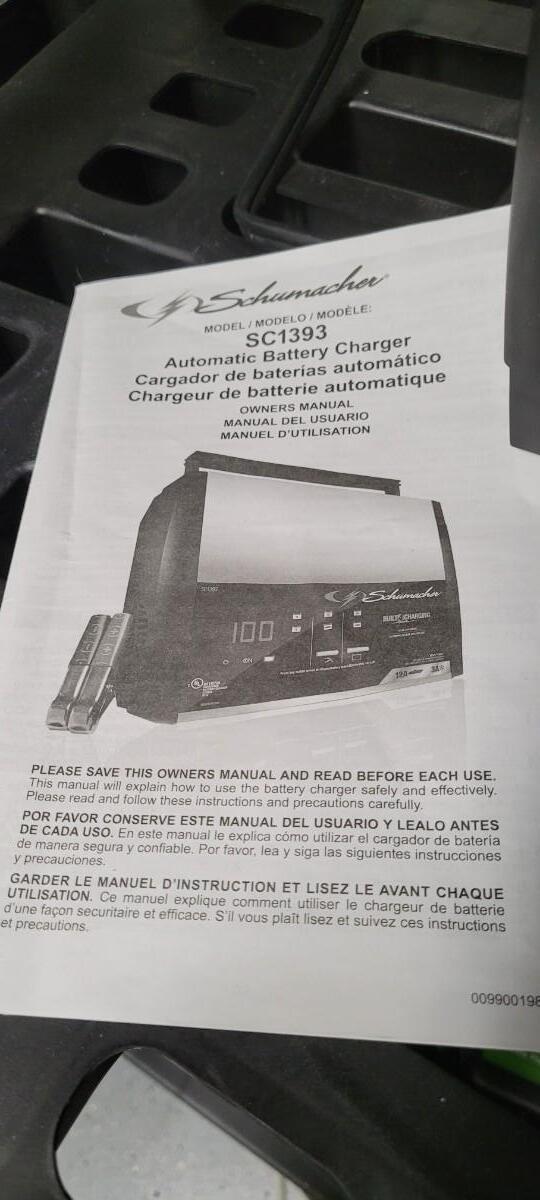 Schumacher®
MODEL / MODELO / MODÈLE:
SC1393
Automatic Battery Charger
Cargador de baterías automático
Chargeur de batterie automatique
OWNERS MANUAL
MANUAL DEL USUARIO
MANUEL D'UTILISATION
SC1393
Schumacher
100
ON
12A
3A
PLEASE SAVE THIS OWNERS MANUAL AND READ BEFORE EACH USE.
This manual will explain how to use the battery charger safely and effectively.
Please read and follow these instructions and precautions carefully.
POR FAVOR CONSERVE ESTE MANUAL DEL USUARIO Y LEALO ANTES
DE CADA USO. En este manual le explica cómo utilizar el cargador de batería
de manera segura y confiable. Por favor, lea y siga las siguientes instrucciones
y precauciones.
GARDER LE MANUEL D'INSTRUCTION ET LISEZ LE AVANT CHAQUE
UTILISATION. Ce manuel explique comment utiliser le chargeur de batterie
d'une façon securitaire et efficace. S'il vous plaît lisez et suivez ces instructions
et precautions.
009900198